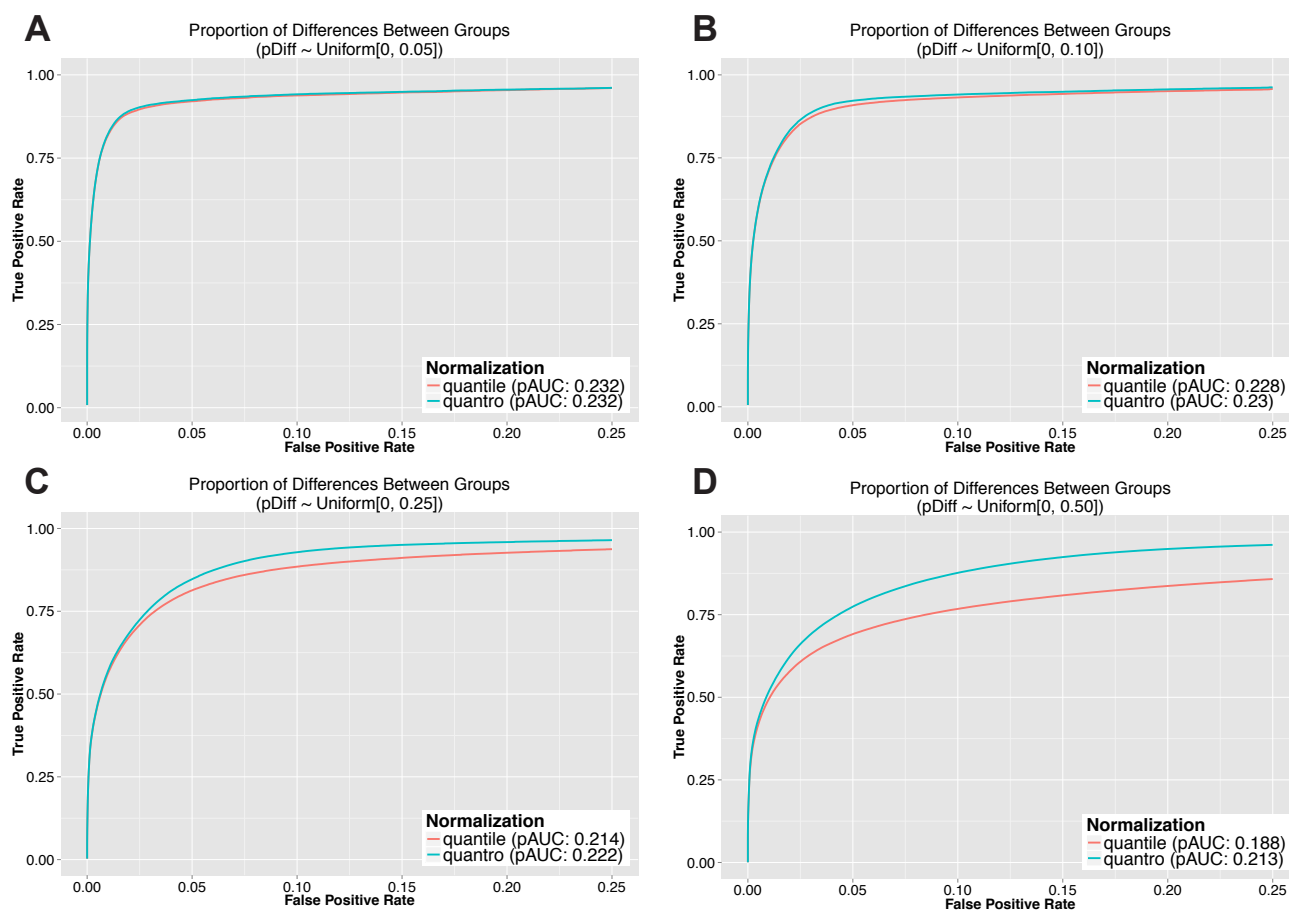 A
Proportion of Differences Between Groups
(pDiff ~ Uniform[0, 0.05])
1.00
0.75
0.50
0.25
0.00
True Positive Rate
Normalization
quantile (pAUC: 0.232)
quantro (pAUC: 0.232)
0.00 0.05 0.10 0.15 0.20 0.25
False Positive Rate
B
Proportion of Differences Between Groups
(pDiff ~ Uniform[0, 0.10])
1.00
0.75
0.50
0.25
0.00
True Positive Rate
Normalization
quantile (pAUC: 0.228)
quantro (pAUC: 0.23)
0.00 0.05 0.10 0.15 0.20 0.25
False Positive Rate
C
Proportion of Differences Between Groups
(pDiff ~ Uniform[0, 0.25])
1.00
0.75
0.50
0.25
0.00
True Positive Rate
Normalization
quantile (pAUC: 0.214)
quantro (pAUC: 0.222)
0.00 0.05 0.10 0.15 0.20 0.25
False Positive Rate
D
Proportion of Differences Between Groups
(pDiff ~ Uniform[0, 0.50])
1.00
0.75
0.50
0.25
0.00
True Positive Rate
Normalization
quantile (pAUC: 0.188)
quantro (pAUC: 0.213)
0.00 0.05 0.10 0.15 0.20 0.25
False Positive Rate